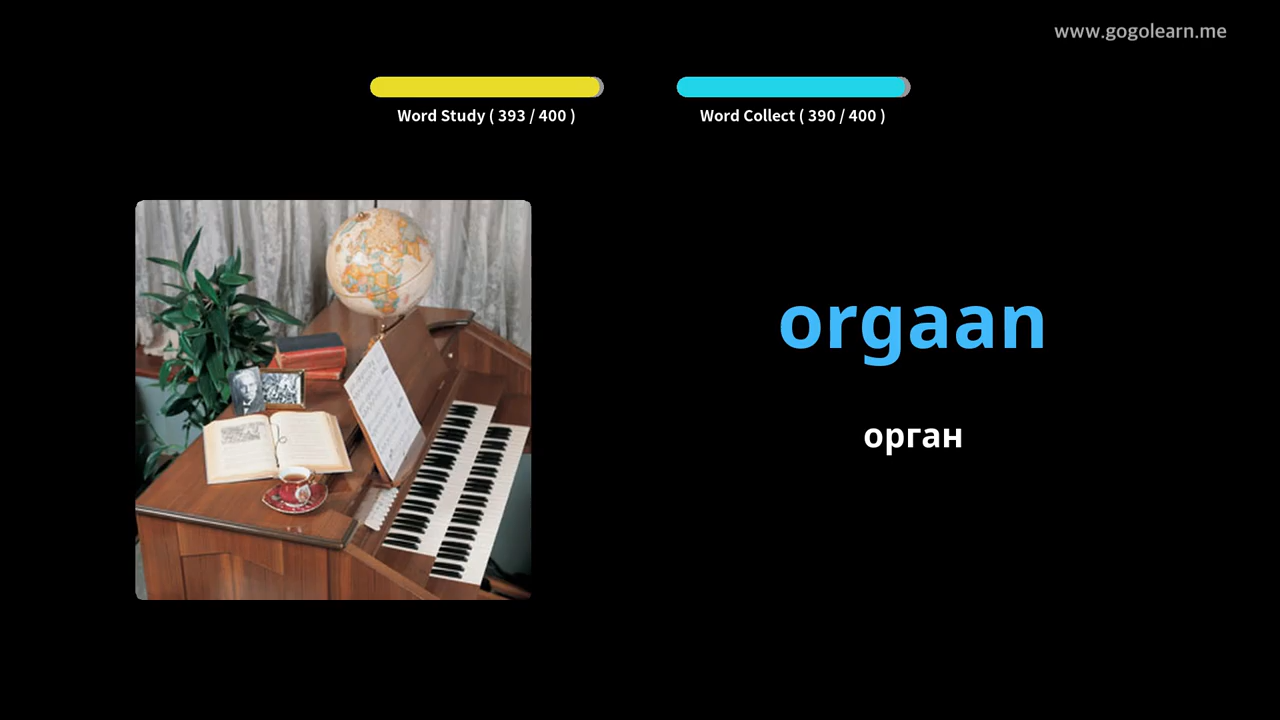 www.gogolearn.me
Word Study ( 393 / 400 )
Word Collect ( 390 / 400 )
orgaan
орган